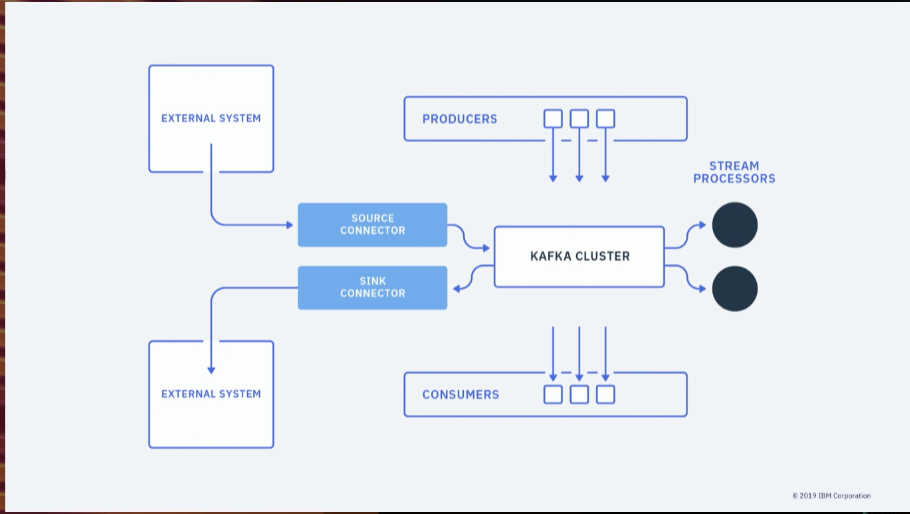 EXTERNAL SYSTEM
PRODUCERS
STREAM
PROCESSORS
SOURCE
CONNECTOR
KAFKA CLUSTER
SINK
CONNECTOR
EXTERNAL SYSTEM
CONSUMERS
© 2019 IBM Corporation